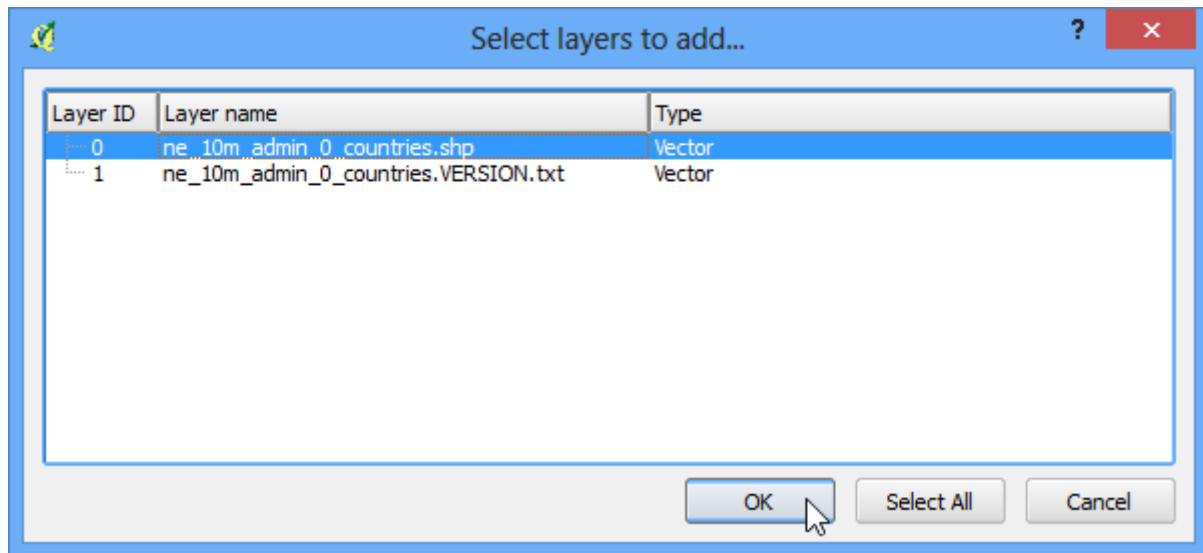 Select layers to add...
?
Layer ID Layer name Type
0 ne_10m_admin_0_countries.shp Vector
1 ne_10m_admin_0_countries.VERSION.txt Vector
OK Select All Cancel